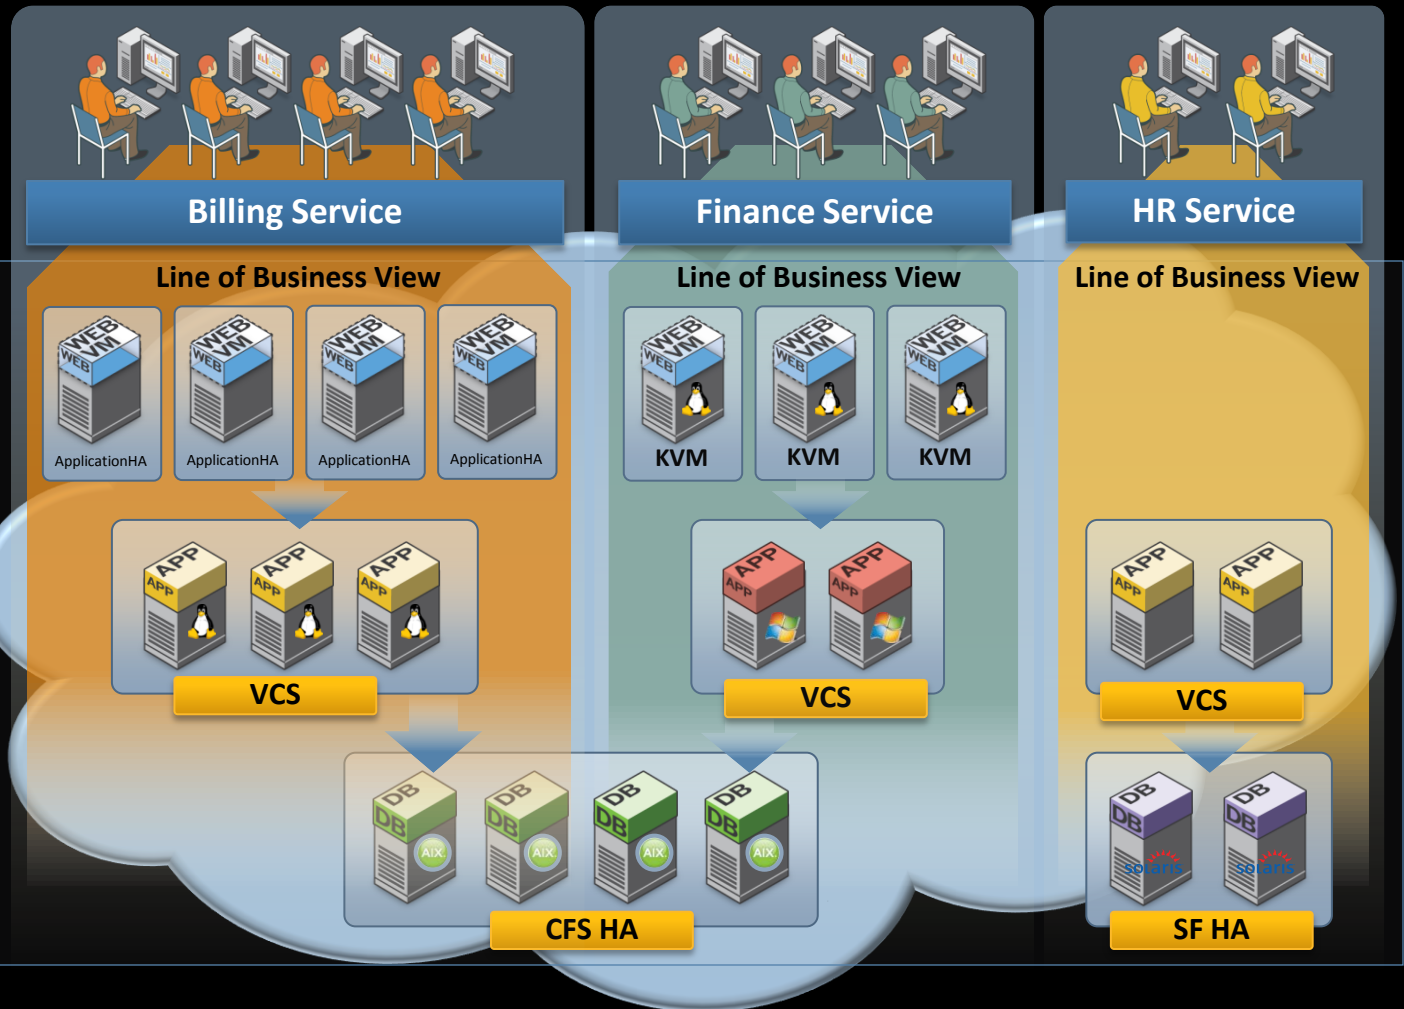 Billing Service
Finance Service
HR Service
Line of Business View
Line of Business View
Line of Business View
WEB VM WEB
WEB VM WEB
WEB VM WEB
WEB VM WEB
WEB VM WEB
WEB VM WEB
WEB VM WEB
ApplicationHA
ApplicationHA
ApplicationHA
ApplicationHA
KVM
KVM
KVM
APP APP
APP APP
APP APP
APP APP
APP APP
APP APP
APP APP
VCS
VCS
VCS
DB DB AIX
DB DB AIX
DB DB AIX
DB DB AIX
DB DB solaris
DB DB solaris
CFS HA
SF HA